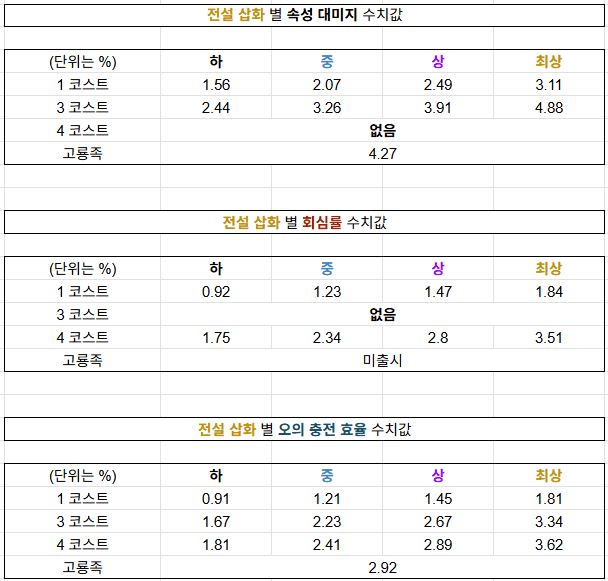 전설 삽화 별 속성 대미지 수치값
(단위는 %) 하 중 상 최상
1 코스트 1.56 2.07 2.49 3.11
3 코스트 2.44 3.26 3.91 4.88
4 코스트 없음
고룡족 4.27
전설 삽화 별 회심률 수치값
(단위는 %) 하 중 상 최상
1 코스트 0.92 1.23 1.47 1.84
3 코스트 없음
4 코스트 1.75 2.34 2.8 3.51
고룡족 미출시
전설 삽화 별 오의 충전 효율 수치값
(단위는 %) 하 중 상 최상
1 코스트 0.91 1.21 1.45 1.81
3 코스트 1.67 2.23 2.67 3.34
4 코스트 1.81 2.41 2.89 3.62
고룡족 2.92